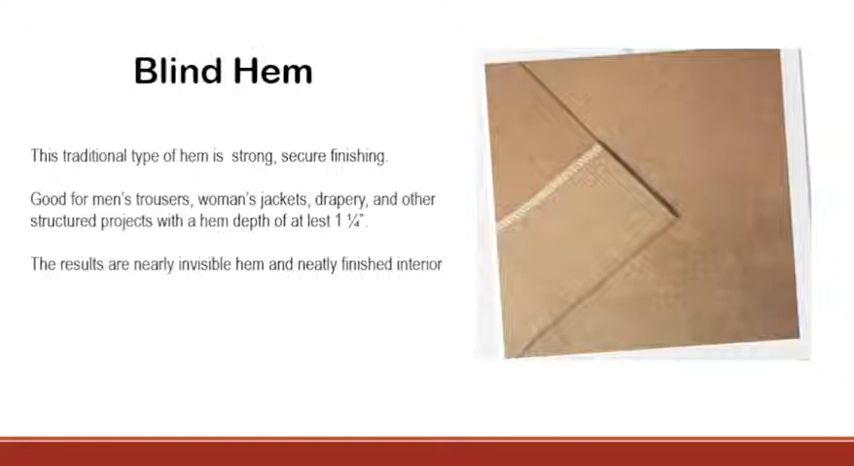 Blind Hem
This traditional type of hem is  strong, secure finishing.
Good for men's trousers, woman's jackets, drapery, and other
structured projects with a hem depth of at lest 1 ¼".
The results are nearly invisible hem and neatly finished interior